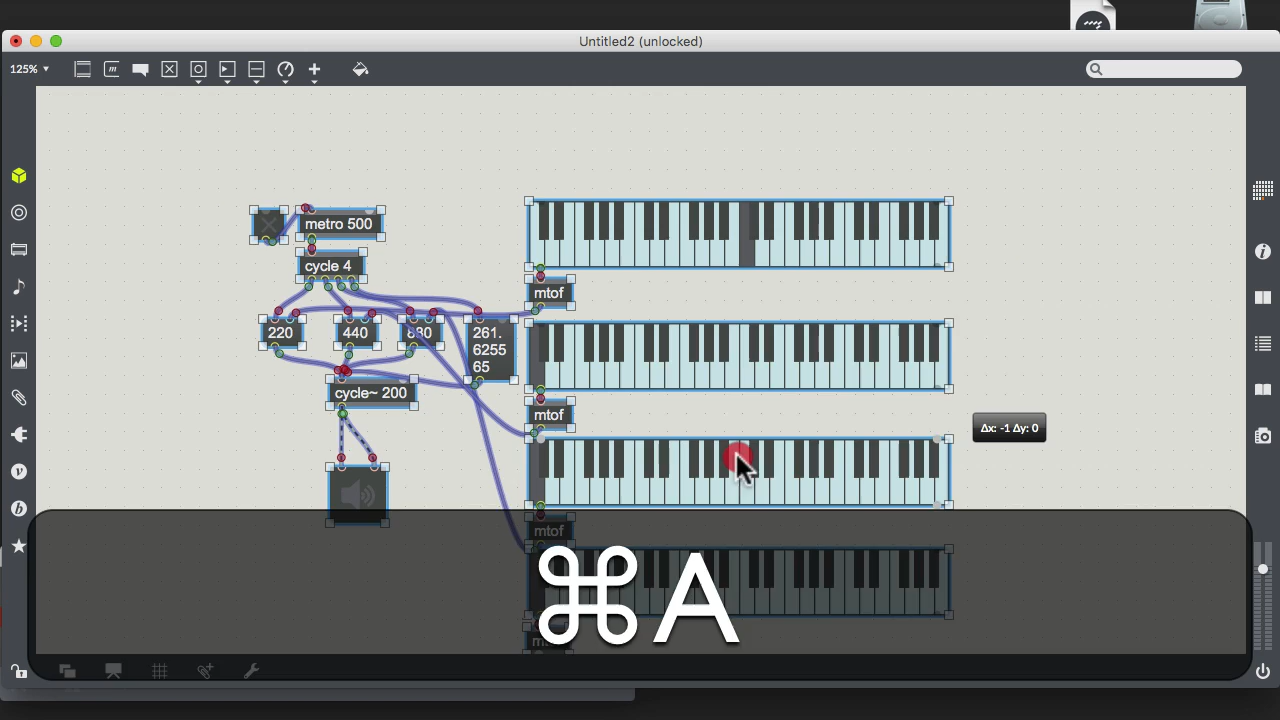 Untitled2 (unlocked)
125%
metro 500
cycle 4
220
440
880
261.
6255
65
cycle~ 200
mtof
mtof
mtof
Δx: -1 Δy: 0
⌘A